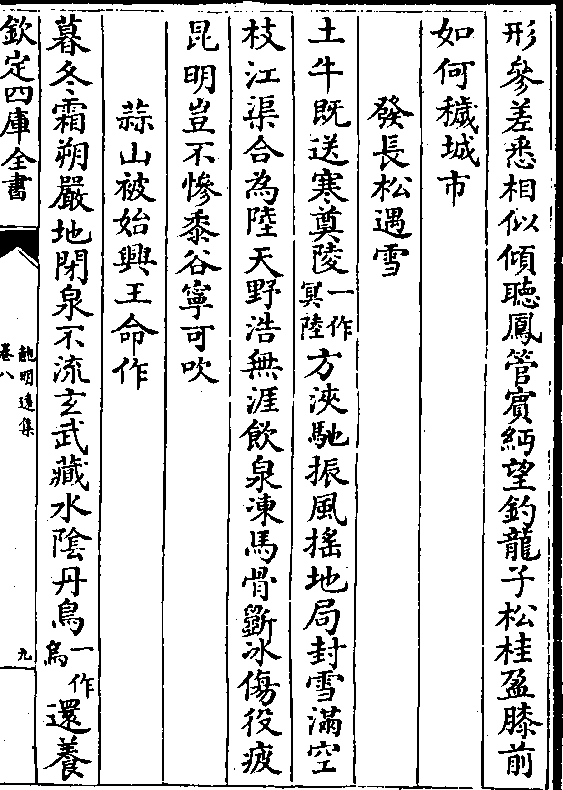 形參差悉相似傾聽鳳管賓緬望釣龍子松桂盈膝前
如何穢城市
發長松遇雪
土牛既送寒蓂陵一作冥陸方浹馳振風揺地局封雪滿空
枝江渠合為陸天野浩無涯飲泉凍馬骨斵冰傷役疲
昆明豈不慘黍谷寧可吹
蒜山被始興王命作
暮冬霜朔嚴地閉泉不流玄武藏水陰丹鳥一作烏還養
欽定四庫全書
鮑明逺集
卷八
九